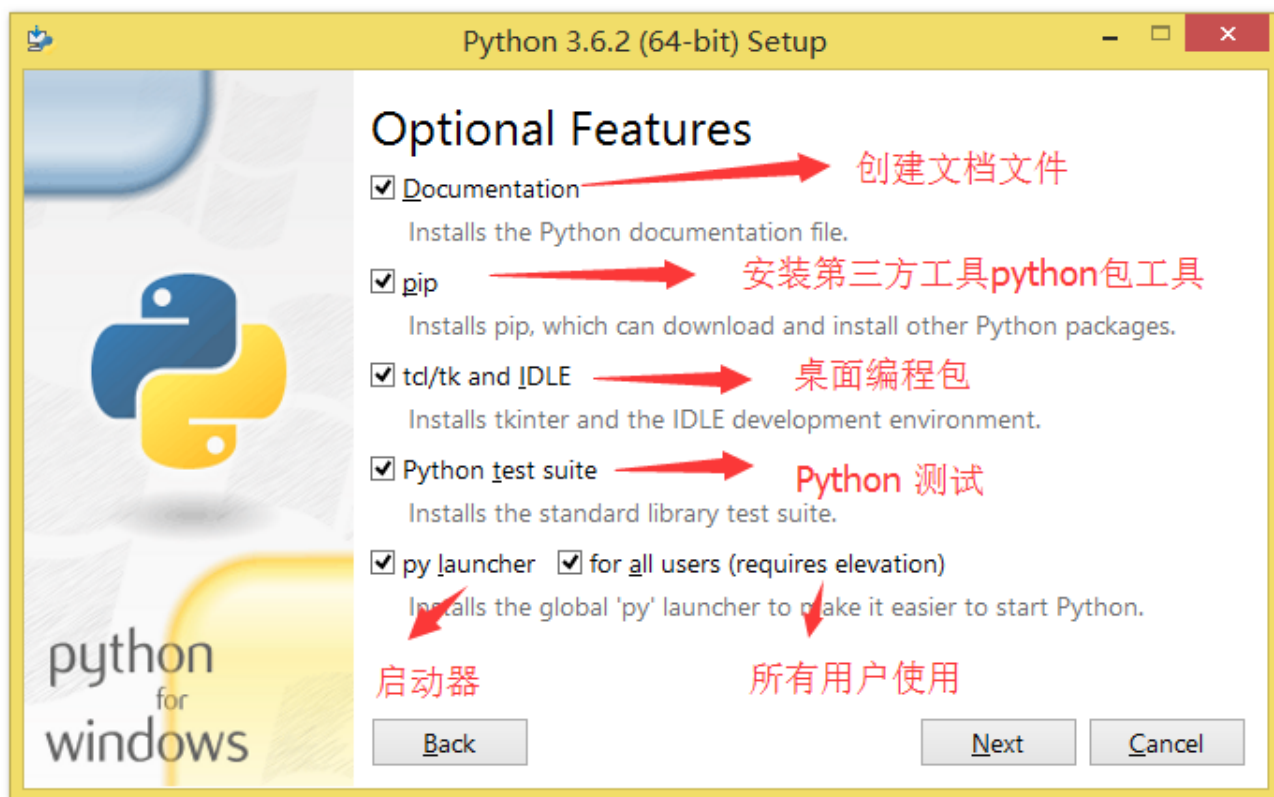 Python 3.6.2 (64-bit) Setup
Optional Features
创建文档文件
Documentation
Installs the Python documentation file.
安装第三方工具python包工具
pip
Installs pip, which can download and install other Python packages.
tcl/tk and IDLE
桌面编程包
Installs tkinter and the IDLE development environment.
Python test suite
Python 测试
Installs the standard library test suite.
py launcher for all users (requires elevation)
Installs the global 'py' launcher to make it easier to start Python.
启动器
所有用户使用
python
for
windows
Back Next Cancel